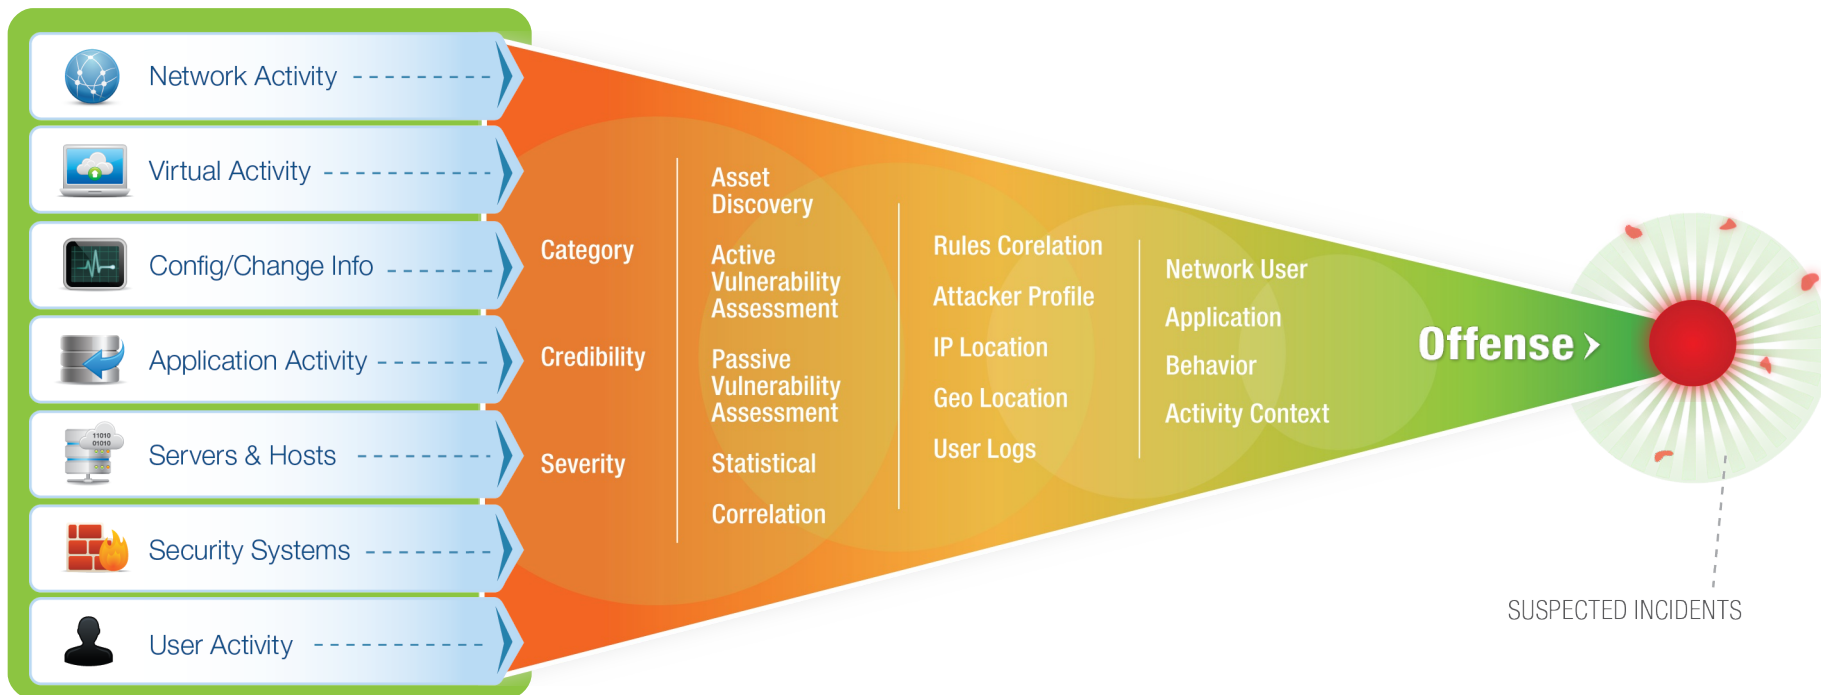 Network Activity
Virtual Activity
Config/Change Info
Application Activity
11010
01010
Servers & Hosts
Security Systems
User Activity
Category
Credibility
Severity
Asset
Discovery
Active
Vulnerability
Assessment
Passive
Vulnerability
Assessment
Statistical
Correlation
Rules Corelation
Attacker Profile
IP Location
Geo Location
User Logs
Network User
Application
Behavior
Activity Context
Offense >
SUSPECTED INCIDENTS